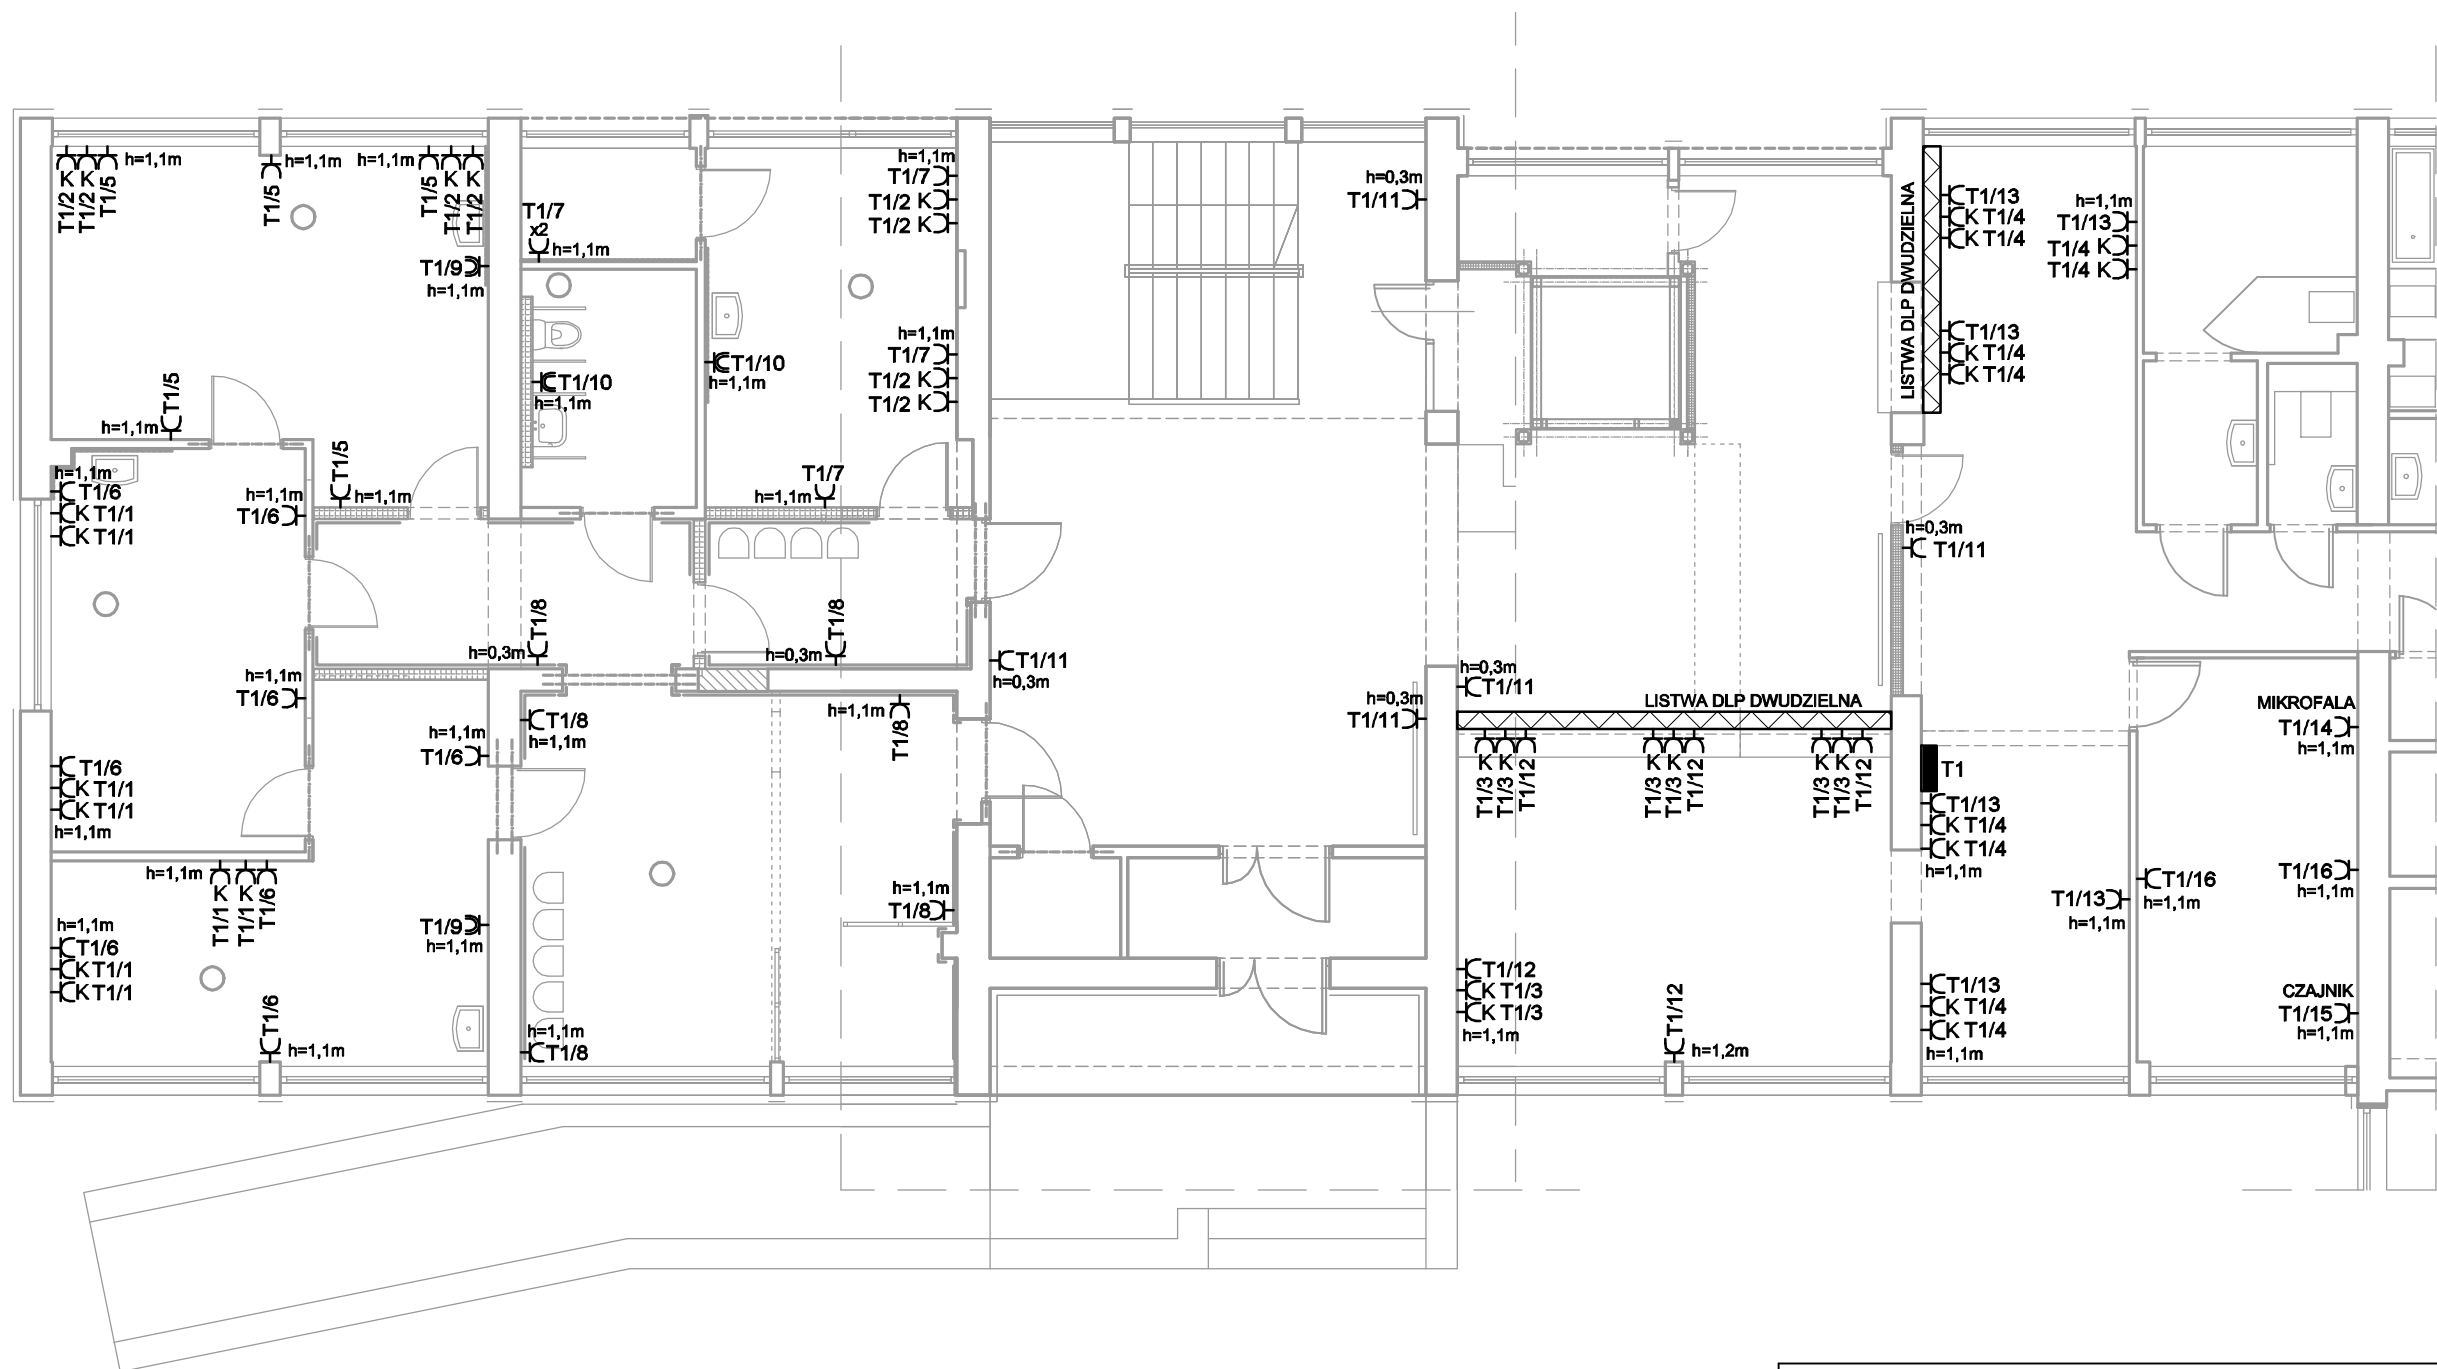 h=1,1m
T1/2 K
T1/2 K
T1/5
h=1,1m
T1/5
h=1,1m
T1/5
T1/2 K
T1/2 K
T1/9
h=1,1m
T1/5
h=1,1m
T1/5
h=1,1m
T1/7
x2
h=1,1m
T1/10
h=1,1m
T1/10
h=1,1m
h=1,1m
T1/7
T1/2 K
T1/2 K
h=1,1m
T1/7
T1/2 K
T1/2 K
T1/7
h=1,1m
h=1,1m
T1/6
K T1/1
K T1/1
h=1,1m
T1/6
h=1,1m
T1/6
T1/6
K T1/1
K T1/1
h=1,1m
h=1,1m
T1/6
T1/8
h=0,3m
T1/8
h=0,3m
T1/8
h=1,1m
h=1,1m
T1/8
h=1,1m
T1/1 K
T1/1 K
T1/6
h=1,1m
T1/6
K T1/1
K T1/1
T1/6
h=1,1m
T1/9
h=1,1m
h=1,1m
T1/8
h=1,1m
T1/8
T1/11
h=0,3m
h=0,3m
T1/11
h=0,3m
T1/11
h=0,3m
T1/11
LISTWA DLP DWUDZIELNA
T1/3 K
T1/3 K
T1/12
T1/3 K
T1/3 K
T1/12
T1/3 K
T1/3 K
T1/12
T1/12
K T1/3
K T1/3
h=1,1m
T1/12
h=1,2m
LISTWA DLP DWUDZIELNA
T1/13
K T1/4
K T1/4
T1/13
K T1/4
K T1/4
h=1,1m
T1/13
T1/4 K
T1/4 K
h=0,3m
T1/11
T1
T1/13
K T1/4
K T1/4
h=1,1m
T1/13
h=1,1m
T1/16
h=1,1m
T1/13
K T1/4
K T1/4
h=1,1m
MIKROFALA
T1/14
h=1,1m
T1/16
h=1,1m
CZAJNIK
T1/15
h=1,1m